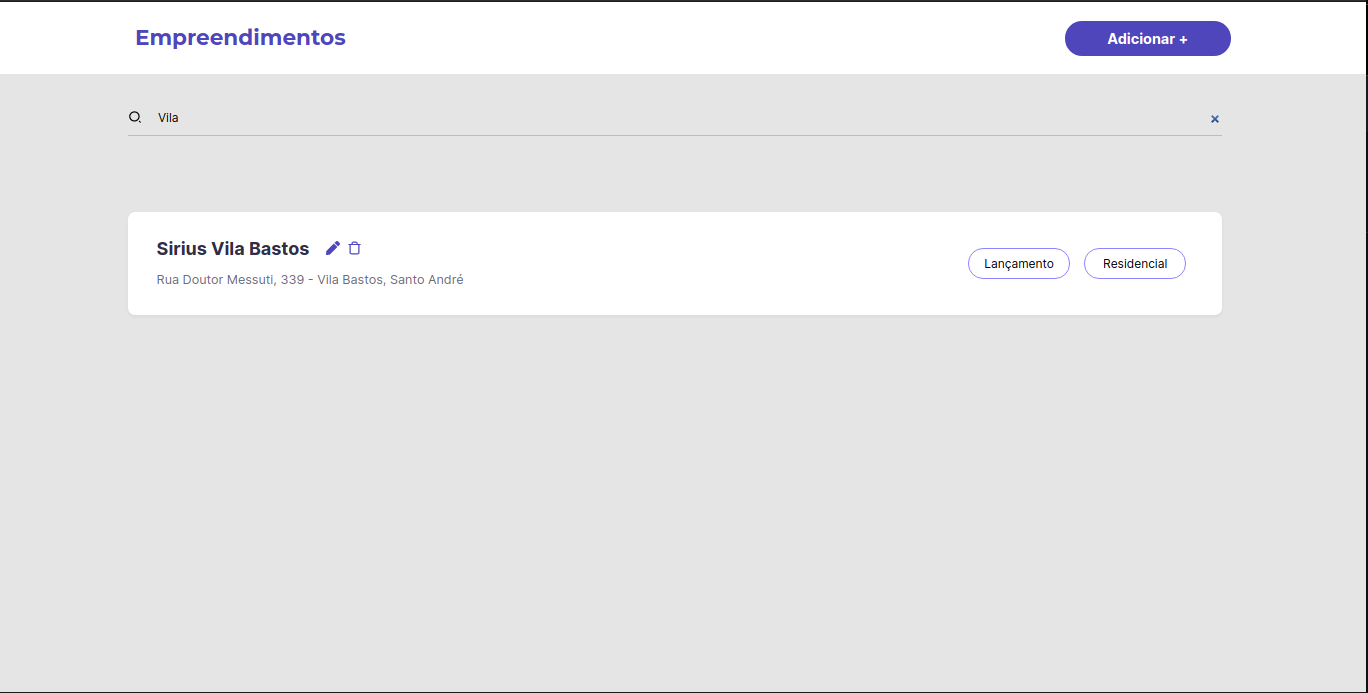 Empreendimentos
Adicionar +
Vila
×
Sirius Vila Bastos
Rua Doutor Messuti, 339 - Vila Bastos, Santo André
Lançamento
Residencial